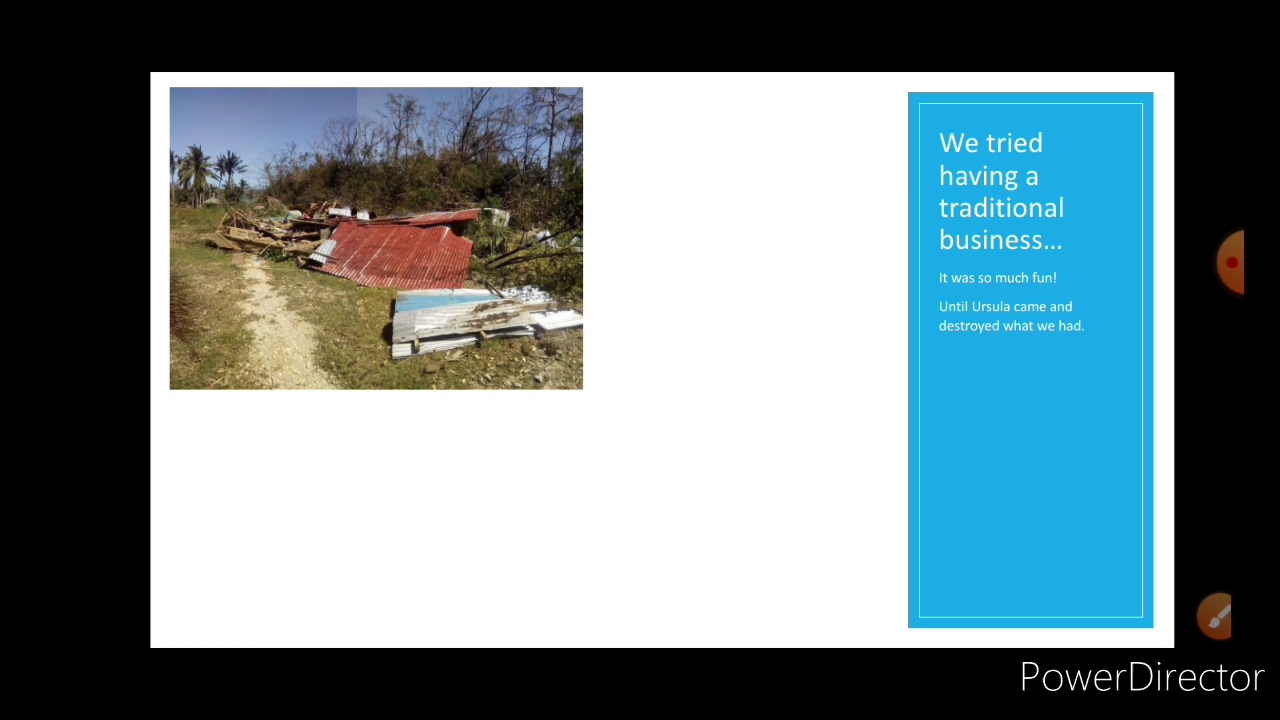 We tried
having a
traditional
business...
It was so much fun!
Until Ursula came and
destroyed what we had.
PowerDirector